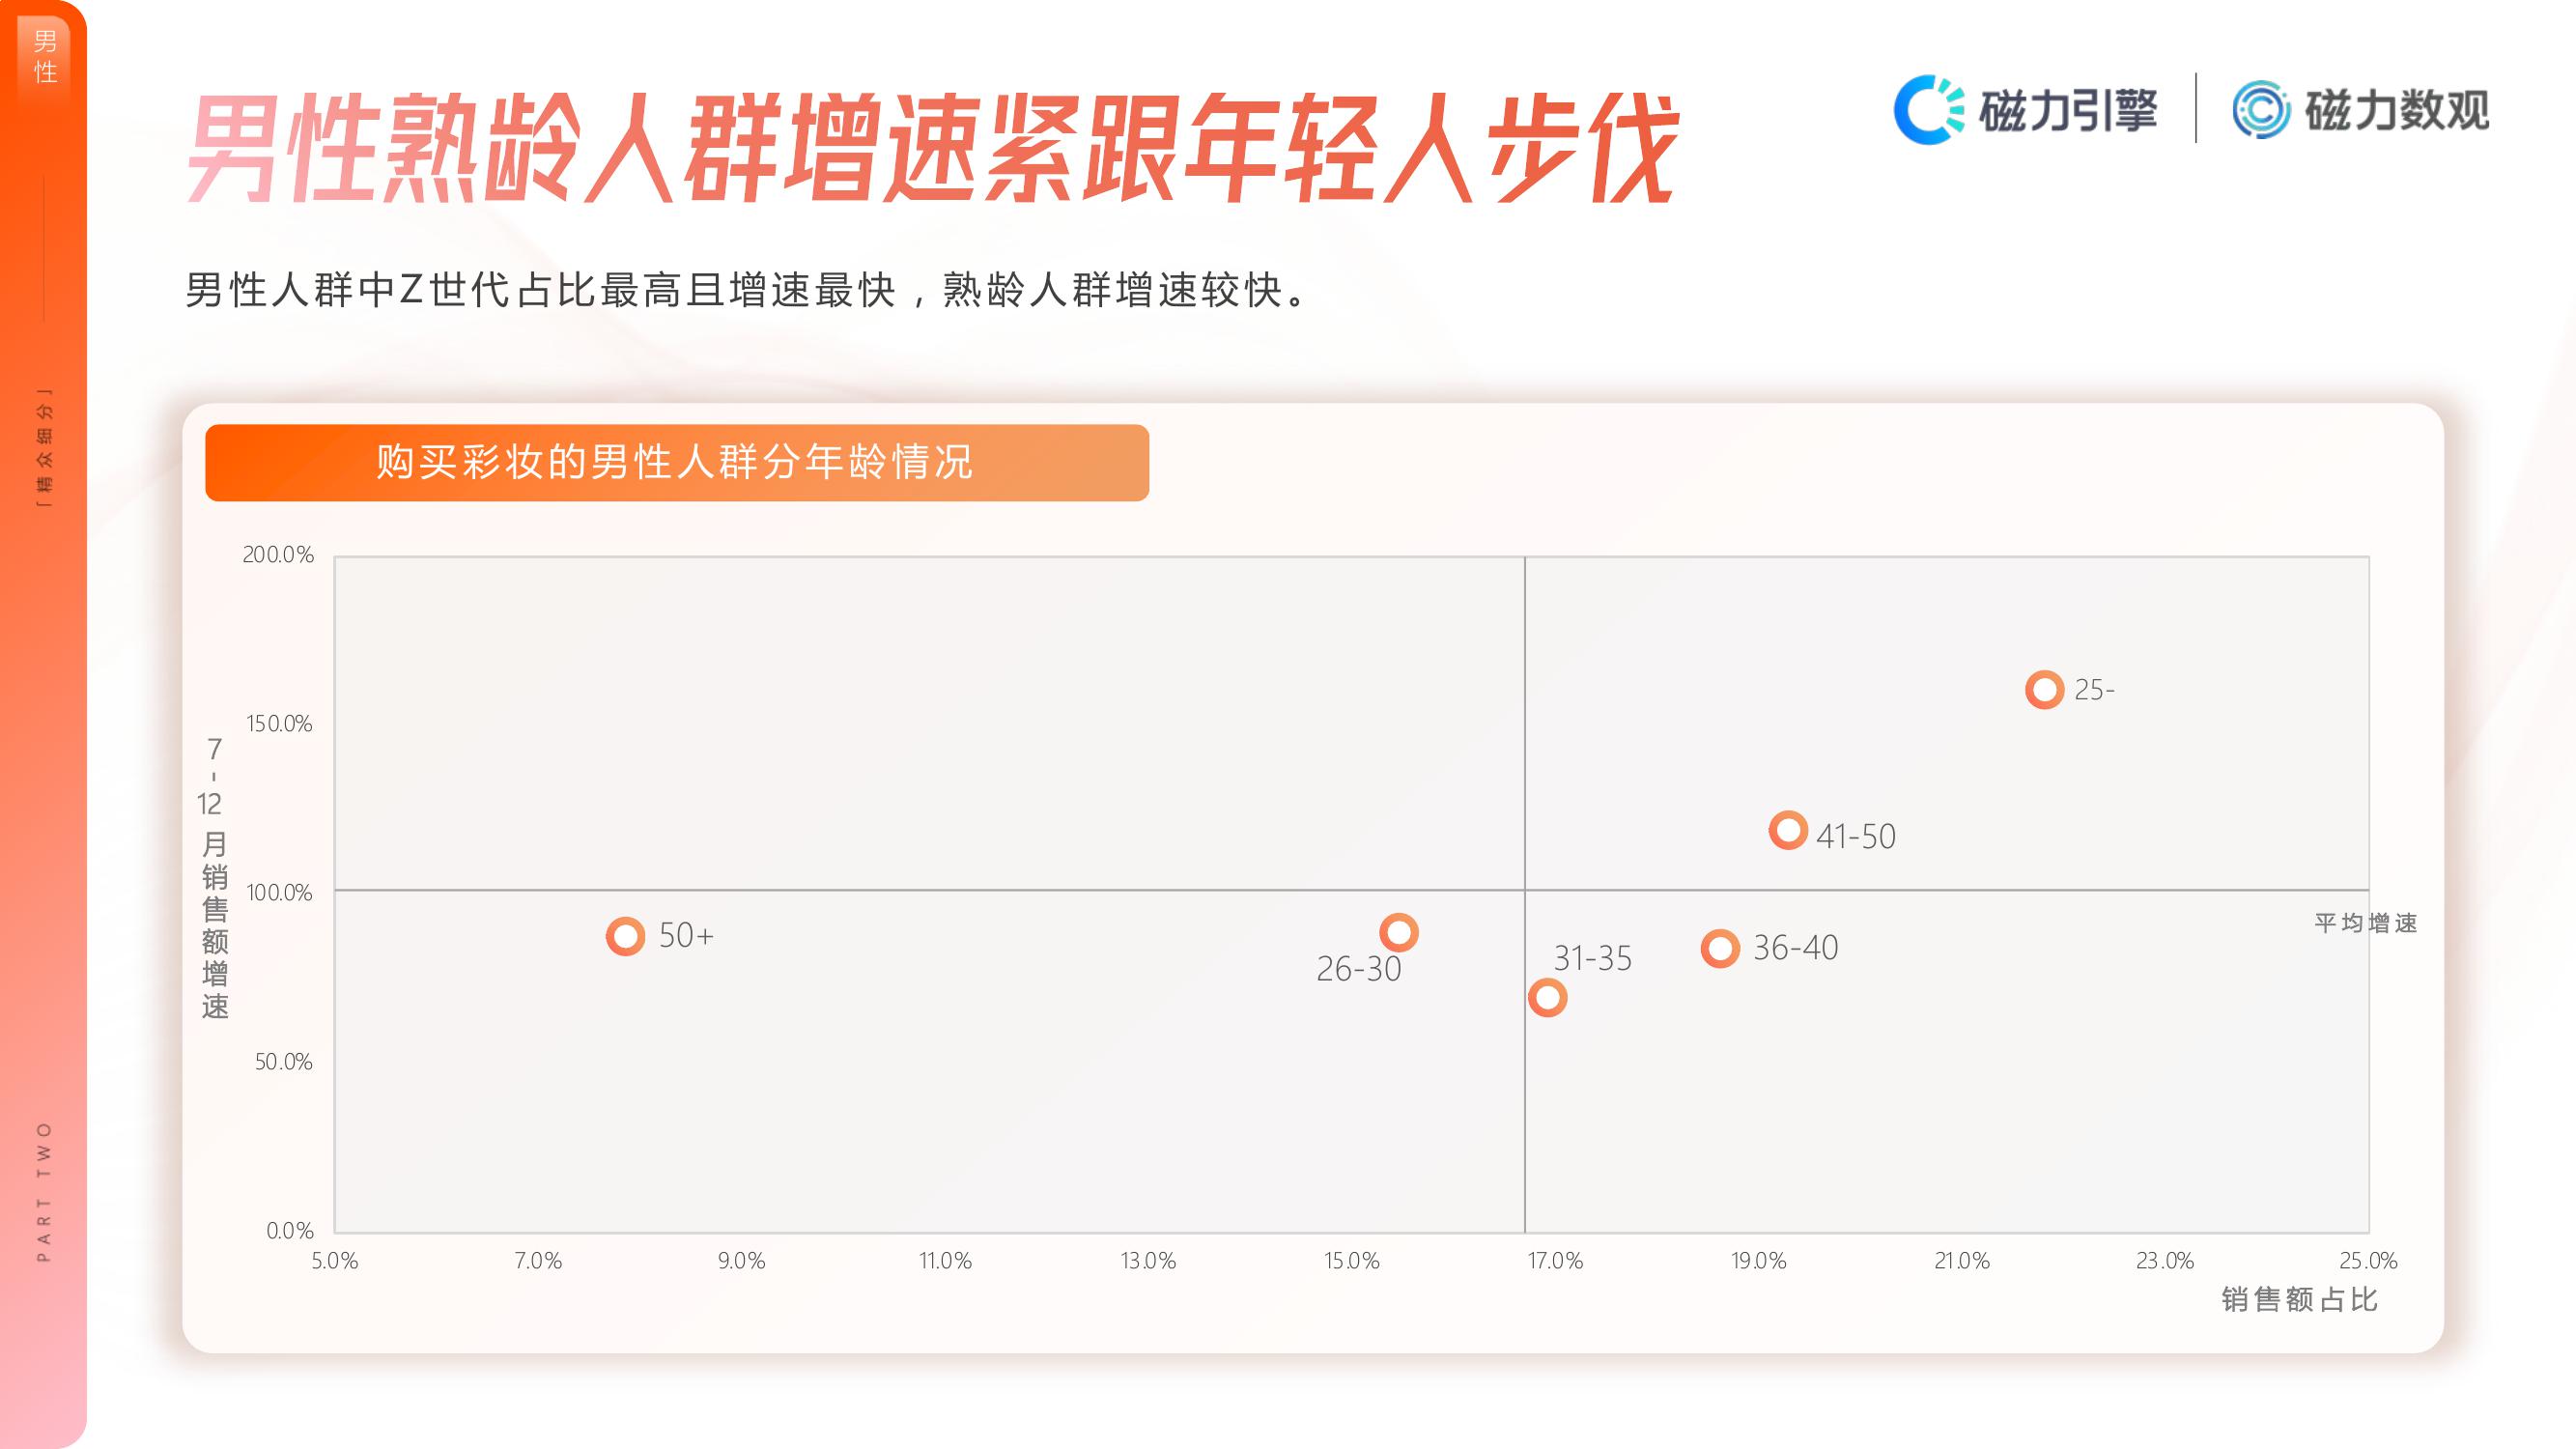 男性
「精众细分」
PART TWO
男性熟龄人群增速紧跟年轻人步伐
磁力引擎
磁力数观
男性人群中Z世代占比最高且增速最快，熟龄人群增速较快。
购买彩妆的男性人群分年龄情况
7-12月销售额增速
200.0%
150.0%
100.0%
50.0%
0.0%
25-
41-50
50+
26-30
31-35
36-40
平均增速
5.0%
7.0%
9.0%
11.0%
13.0%
15.0%
17.0%
19.0%
21.0%
23.0%
25.0%
销售额占比